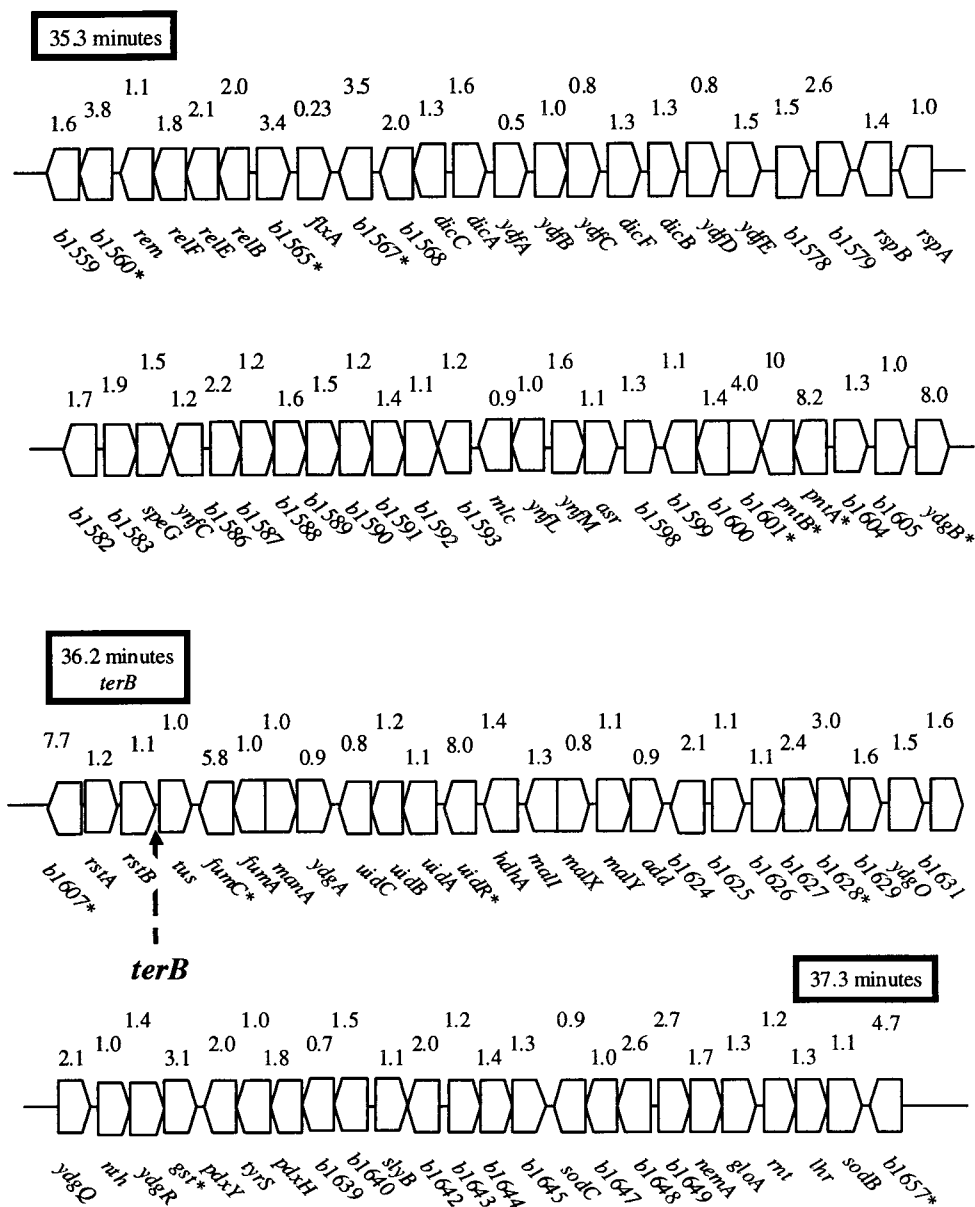 35.3 minutes
1.1 2.0 3.5 1.6 0.8 0.8 2.6
3.8 2.1 0.23 1.3 1.0 1.3 1.5 1.0
1.6 1.8 3.4 2.0 0.5 1.3 1.5 1.4
b1559 b1560* rem relF relE relB b1565* flxA b1567* b1568 dicC dicA ydfA ydfB ydfC dicF dicB ydfD ydfE b1578 b1579 rspB rspA
1.5 1.2 1.2 1.2 1.6 1.1 10 1.0
1.9 2.2 1.5 1.1 1.0 1.3 4.0 1.3 8.0
1.7 1.2 1.6 1.4 0.9 1.1 1.4 8.2
b1582 b1583 speG ynfC b1586 b1587 b1588 b1589 b1590 b1591 b1592 b1593 mlc ynfL ynfM asr b1598 b1599 b1600 b1601* pntB* pntA* b1604 b1605 ydgB*
36.2 minutes
terB
7.7 1.0 1.0 1.2 1.4 1.1 1.1 3.0 1.6
1.1 5.8 0.8 8.0 0.8 2.1 2.4 1.5
1.2 1.0 0.9 1.1 1.3 0.9 1.1 1.6
b1607* rstA rstB tus fumC* fumA manA ydgA uidC uidB uidA uidR* hdhA malI malX malY add b1624 b1625 b1626 b1627 b1628* b1629 ydgO b1631
terB
37.3 minutes
1.4 1.0 1.5 1.2 0.9 2.7 1.2 4.7
1.0 2.0 0.7 2.0 1.3 2.6 1.3 1.1
2.1 3.1 1.8 1.1 1.4 1.0 1.7 1.3
ydgQ nth ydgR gst* pdxY tyrS pdxH b1639 b1640 slyB b1642 b1643 b1644 b1645 sodC b1647 b1648 b1649 nemA gloA rnt lhr sodB b1657*